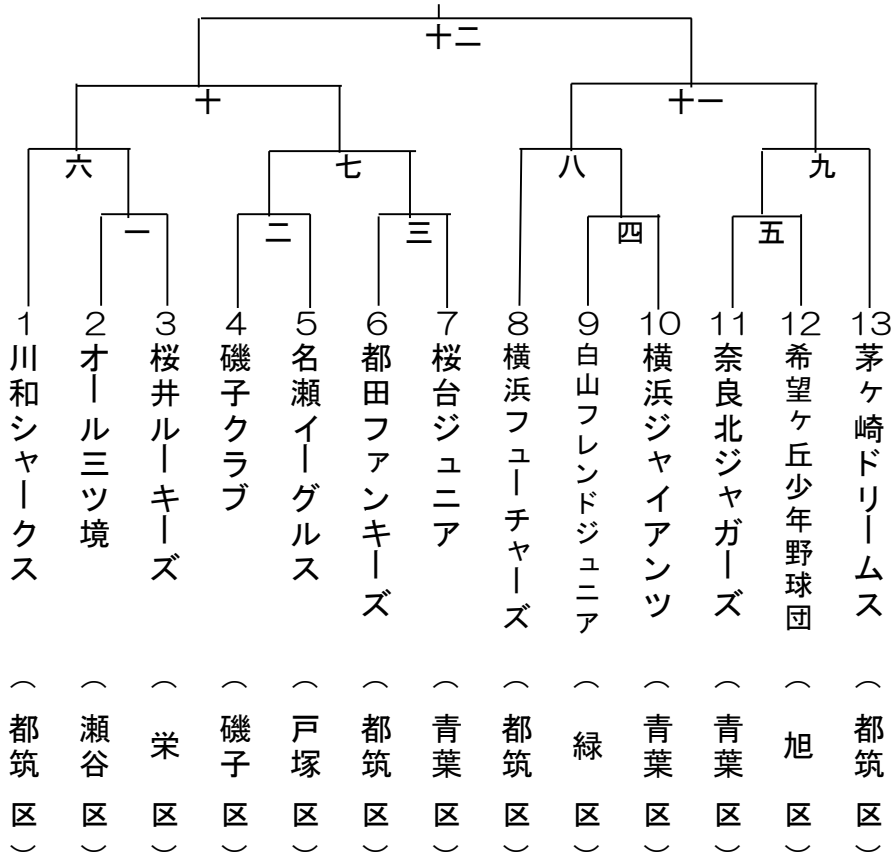 十二
十
十一
六
七
八
九
一
二
三
四
五
1 川和シャークス (都筑区)
2 オール三ツ境 (瀬谷区)
3 桜井ルーキーズ (栄区)
4 磯子クラブ (磯子区)
5 名瀬イーグルス (戸塚区)
6 都田ファンキーズ (都筑区)
7 桜台ジュニア (青葉区)
8 横浜フューチャーズ (都筑区)
9 白山フレンドジュニア (緑区)
10 横浜ジャイアンツ (青葉区)
11 奈良北ジャガーズ (青葉区)
12 希望ヶ丘少年野球団 (旭区)
13 茅ヶ崎ドリームス (都筑区)